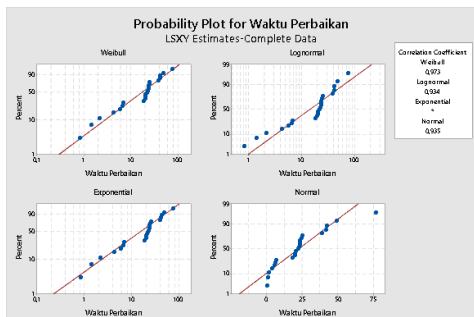 Probability Plot for Waktu Perbaikan
LSXY Estimates-Complete Data
Weibull
Percent
90
50
10
1
0,1
1
10
100
Waktu Perbaikan
Lognormal
Percent
99
90
50
10
1
1
10
100
Waktu Perbaikan
Correlation Coefficient
Weibull
0,973
Lognormal
0,934
Exponential
*
Normal
0,935
Exponential
Percent
90
50
10
1
0,1
1
10
100
Waktu Perbaikan
Normal
Percent
99
90
50
10
1
0
25
50
75
Waktu Perbaikan